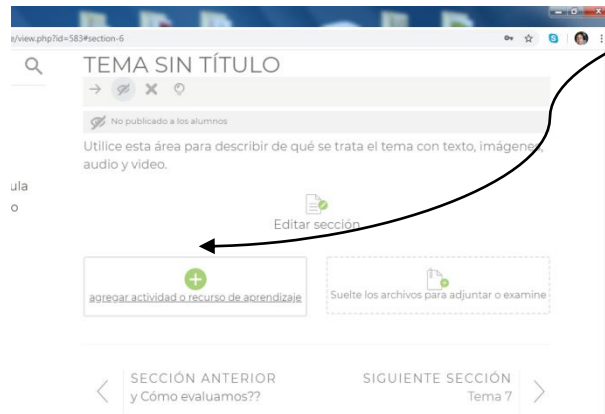 e/view.php?id=583#section-6
TEMA SIN TÍTULO
No publicado a los alumnos
Utilice esta área para describir de qué se trata el tema con texto, imágenes,
audio y video.
ula
o
Editar sección
agregar actividad o recurso de aprendizaje
Suelte los archivos para adjuntar o examine
SECCIÓN ANTERIOR
y Cómo evaluamos??
SIGUIENTE SECCIÓN
Tema 7